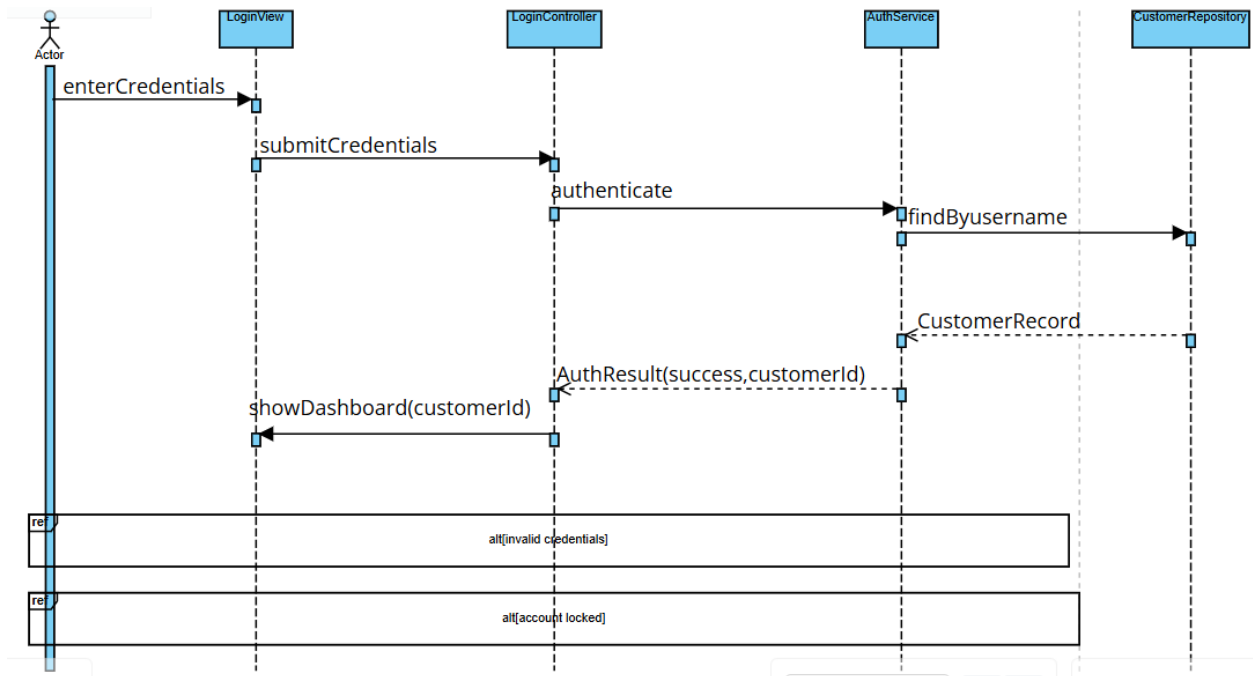 LoginView
LoginController
AuthService
CustomerRepository
Actor
enterCredentials
submitCredentials
authenticate
findByusername
CustomerRecord
AuthResult(success,customerId)
showDashboard(customerId)
ref
alt[invalid credentials]
ref
alt[account locked]